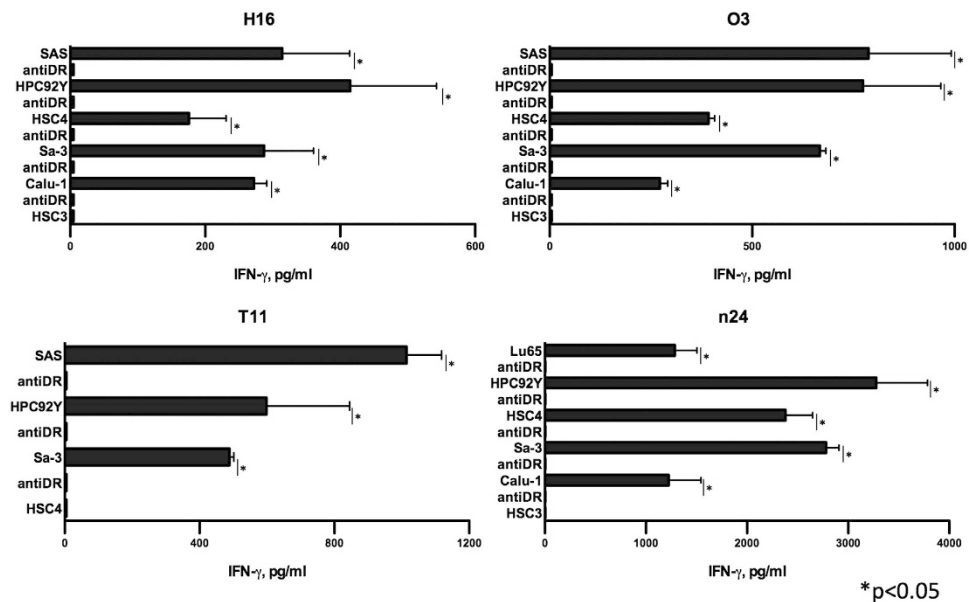 H16
SAS
antiDR
HPC92Y
antiDR
HSC4
antiDR
Sa-3
antiDR
Calu-1
antiDR
HSC3
*
*
*
*
*
0 200 400 600
IFN-γ, pg/ml
O3
SAS
antiDR
HPC92Y
antiDR
HSC4
antiDR
Sa-3
antiDR
Calu-1
antiDR
HSC3
*
*
*
*
*
0 500 1000
IFN-γ, pg/ml
T11
SAS
antiDR
HPC92Y
antiDR
Sa-3
antiDR
HSC4
*
*
*
0 400 800 1200
IFN-γ, pg/ml
n24
Lu65
antiDR
HPC92Y
antiDR
HSC4
antiDR
Sa-3
antiDR
Calu-1
antiDR
HSC3
*
*
*
*
*
0 1000 2000 3000 4000
IFN-γ, pg/ml
*p<0.05